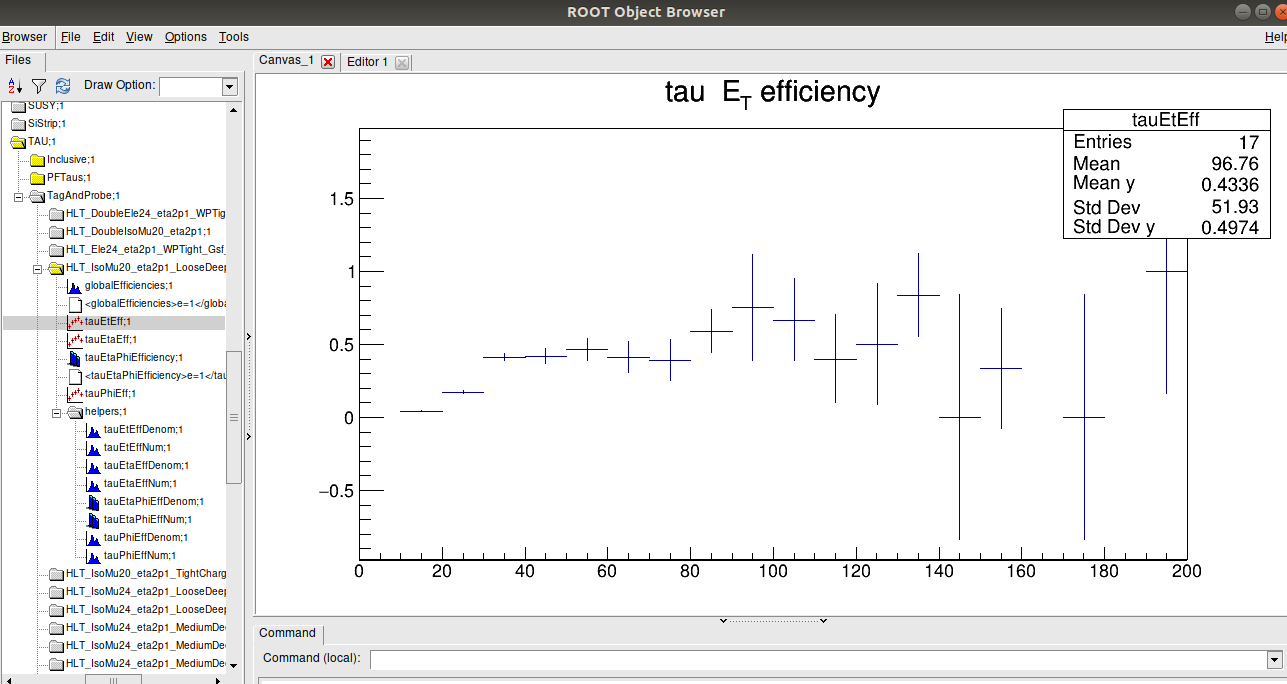 ROOT Object Browser
Browser File Edit View Options Tools Help
Files
Draw Option:
SUSY;1
SiStrip;1
TAU;1
Inclusive;1
PFTaus;1
TagAndProbe;1
HLT_DoubleEle24_eta2p1_WPTig
HLT_DoubleIsoMu20_eta2p1;1
HLT_Ele24_eta2p1_WPTight_Gsf_
HLT_IsoMu20_eta2p1_LooseDeep
globalEfficiencies;1
<globalEfficiencies>e=1</globa
tauEtEff;1
tauEtaEff;1
tauEtaPhiEfficiency;1
<tauEtaPhiEfficiency>e=1</tau
tauPhiEff;1
helpers;1
tauEtEffDenom;1
tauEtEffNum;1
tauEtaEffDenom;1
tauEtaEffNum;1
tauEtaPhiEffDenom;1
tauEtaPhiEffNum;1
tauPhiEffDenom;1
tauPhiEffNum;1
HLT_IsoMu20_eta2p1_TightCharg
HLT_IsoMu24_eta2p1_LooseDeep
HLT_IsoMu24_eta2p1_LooseDeep
HLT_IsoMu24_eta2p1_MediumDe
HLT_IsoMu24_eta2p1_MediumDe
HLT_IsoMu24_eta2p1_MediumDe
Canvas_1 Editor 1
tau ET efficiency
tauEtEff
Entries 17
Mean 96.76
Mean y 0.4336
Std Dev 51.93
Std Dev y 0.4974
1.5
1
0.5
0
−0.5
0 20 40 60 80 100 120 140 160 180 200
Command
Command (local):